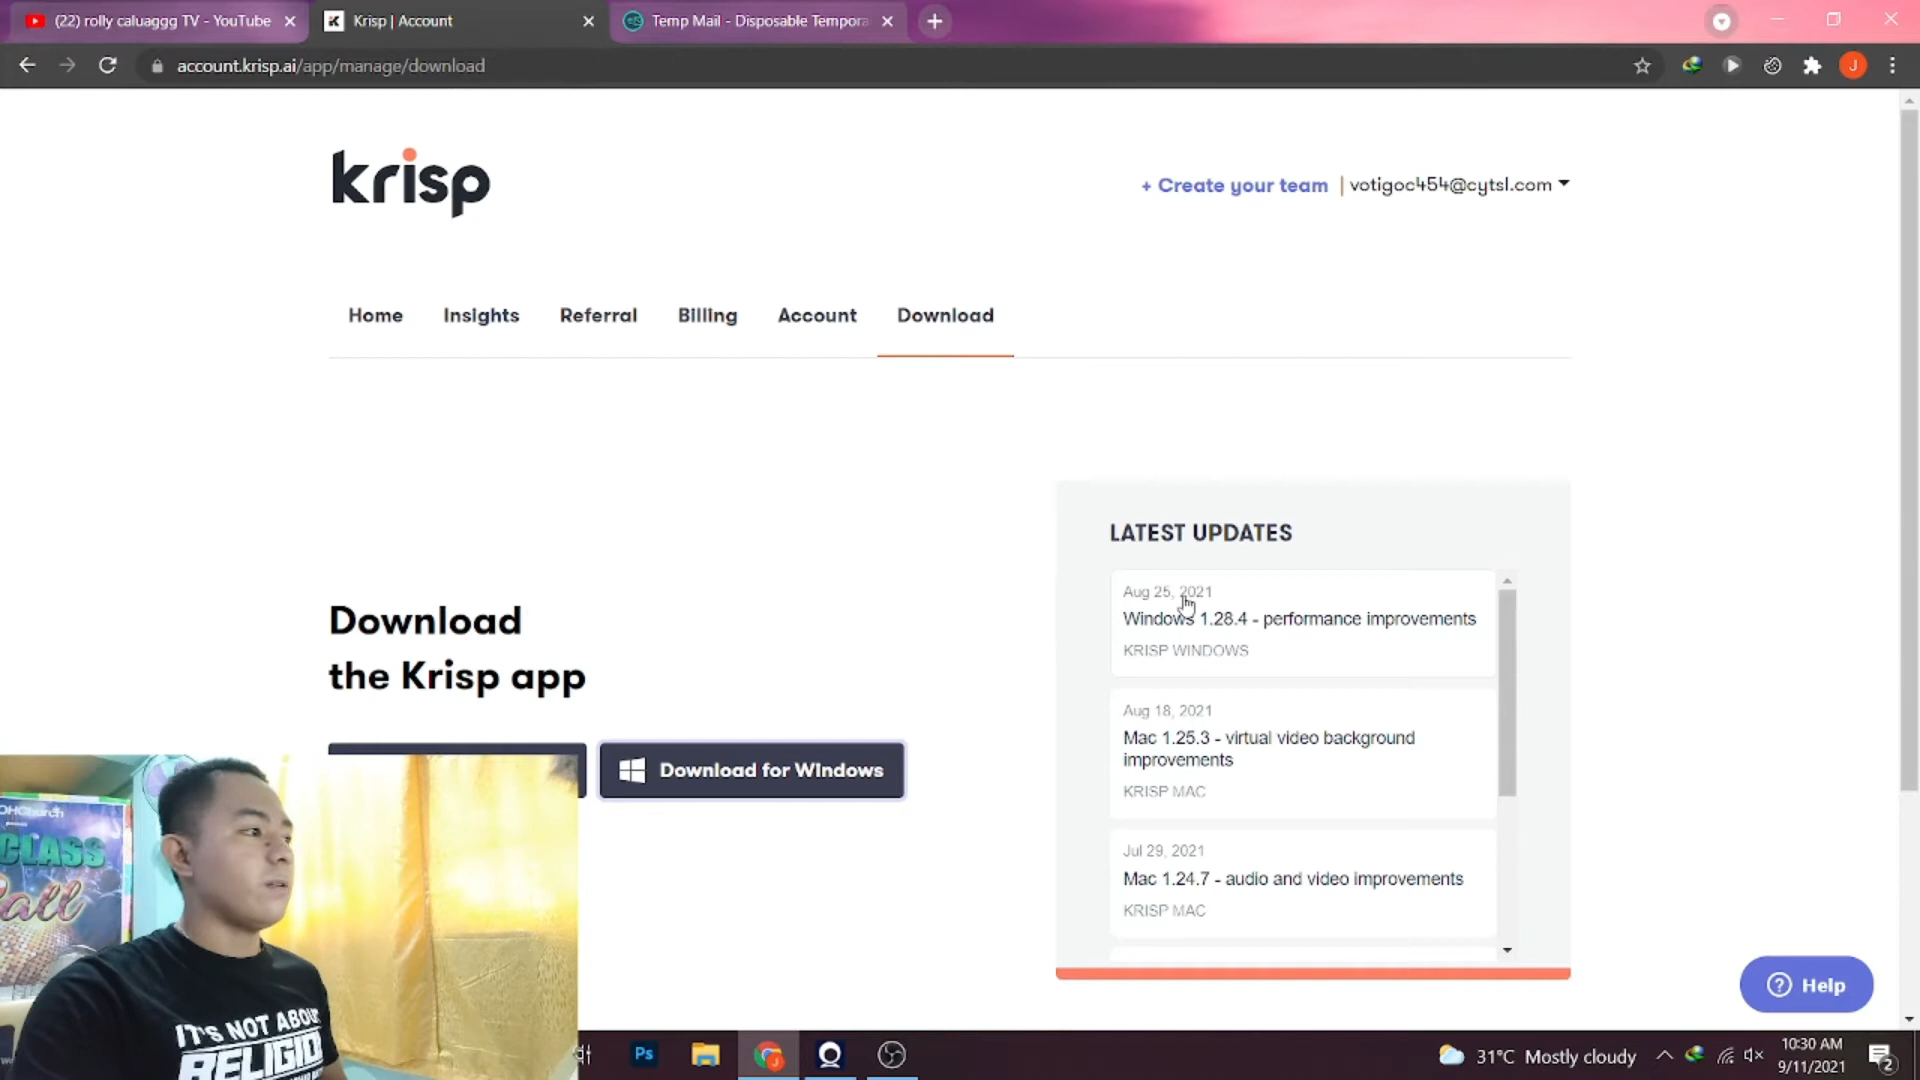 (22) rolly caluaggg TV - YouTube
Krisp | Account
Temp Mail - Disposable Tempora
account.krisp.ai/app/manage/download
J
krisp
+ Create your team | votigoc454@cytsl.com
Home
Insights
Referral
Billing
Account
Download
LATEST UPDATES
Aug 25, 2021
Windows 1.28.4 - performance improvements
KRISP WINDOWS
Aug 18, 2021
Mac 1.25.3 - virtual video background
improvements
KRISP MAC
Jul 29, 2021
Mac 1.24.7 - audio and video improvements
KRISP MAC
Download
the Krisp app
Download for Windows
Help
CLASS
Ball
IT'S NOT ABOUT
RELIGIO
Ps
31°C Mostly cloudy
10:30 AM
9/11/2021
2